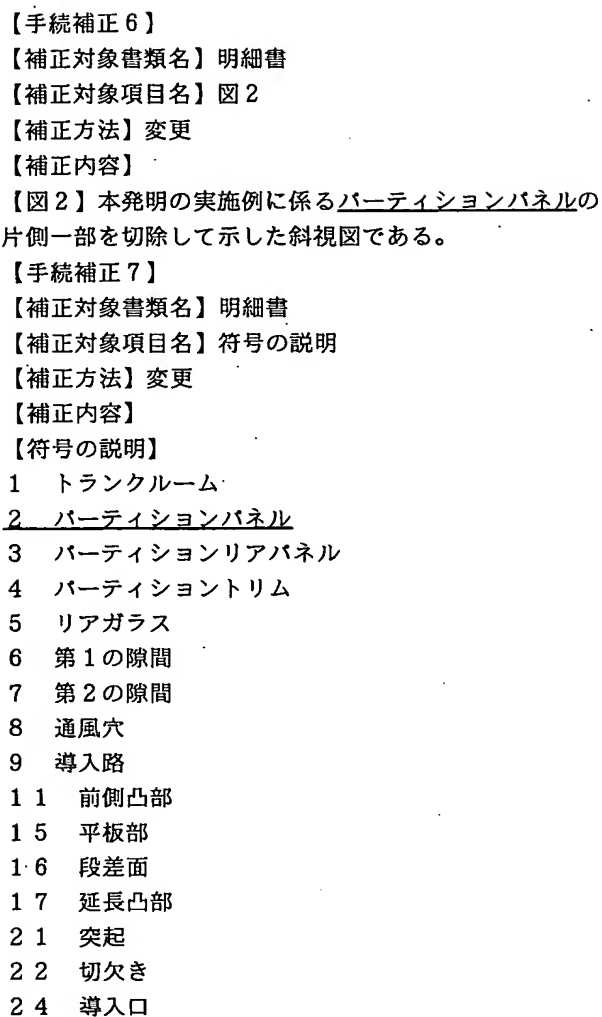 【手続補正６】
【補正対象書類名】明細書
【補正対象項目名】図２
【補正方法】変更
【補正内容】
【図２】本発明の実施例に係るパーティションパネルの
片側一部を切除して示した斜視図である。
【手続補正７】
【補正対象書類名】明細書
【補正対象項目名】符号の説明
【補正方法】変更
【補正内容】
【符号の説明】
１　トランクルーム
２　パーティションパネル
３　パーティションリアパネル
４　パーティショントリム
５　リアガラス
６　第１の隙間
７　第２の隙間
８　通風穴
９　導入路
１１　前側凸部
１５　平板部
１６　段差面
１７　延長凸部
２１　突起
２２　切欠き
２４　導入口